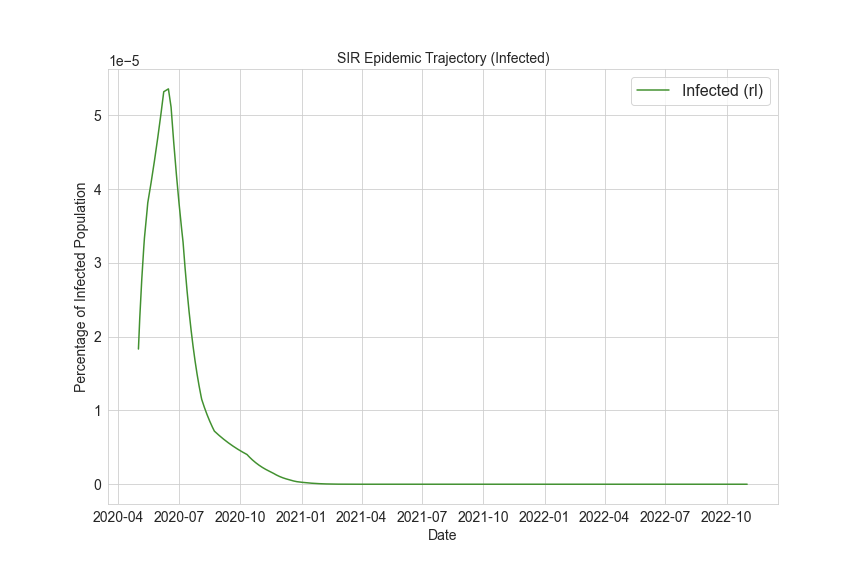 SIR Epidemic Trajectory (Infected)
1e−5
Infected (rI)
5
4
3
2
1
0
Percentage of Infected Population
2020-04 2020-07 2020-10 2021-01 2021-04 2021-07 2021-10 2022-01 2022-04 2022-07 2022-10
Date